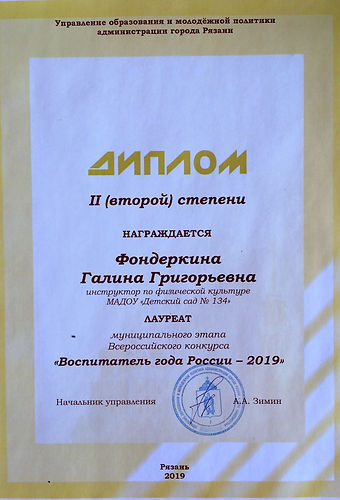 Управление образования и молодёжной политики
администрации города Рязани
ДИПЛОМ
II (второй) степени
НАГРАЖДАЕТСЯ
Фондеркина
Галина Григорьевна
инструктор по физической культуре
МАДОУ «Детский сад № 134»
ЛАУРЕАТ
муниципального этапа
Всероссийского конкурса
«Воспитатель года России – 2019»
Начальник управления А.А. Зимин
Рязань
2019